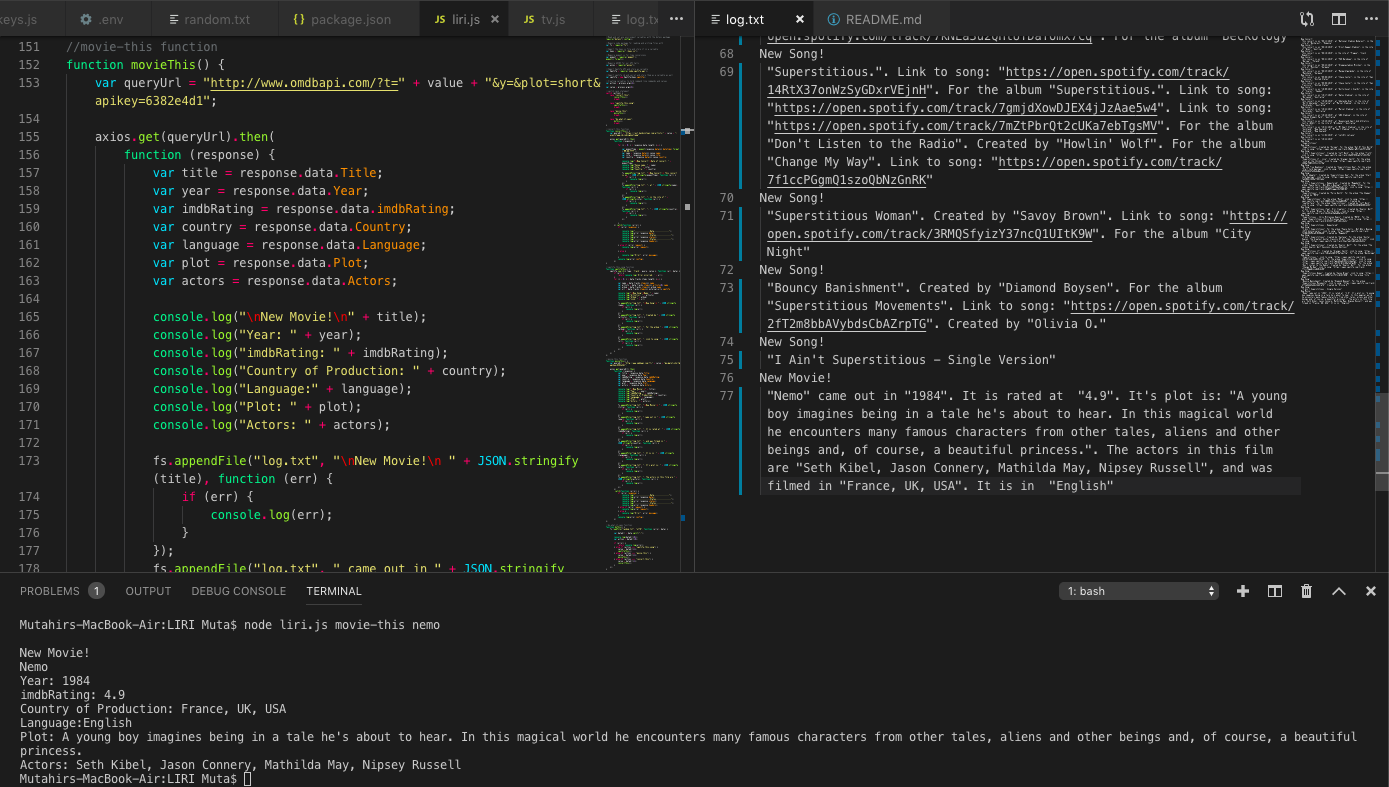 keys.js .env random.txt {} package.json JS liri.js × JS tv.js log.tx ···
151 //movie-this function
152 function movieThis() {
153 var queryUrl = "http://www.omdbapi.com/?t=" + value + "&y=&plot=short&
apikey=6382e4d1";
154
155 axios.get(queryUrl).then(
156 function (response) {
157 var title = response.data.Title;
158 var year = response.data.Year;
159 var imdbRating = response.data.imdbRating;
160 var country = response.data.Country;
161 var language = response.data.Language;
162 var plot = response.data.Plot;
163 var actors = response.data.Actors;
164
165 console.log("\nNew Movie!\n" + title);
166 console.log("Year: " + year);
167 console.log("imdbRating: " + imdbRating);
168 console.log("Country of Production: " + country);
169 console.log("Language:" + language);
170 console.log("Plot: " + plot);
171 console.log("Actors: " + actors);
172
173 fs.appendFile("log.txt", "\nNew Movie!\n " + JSON.stringify
(title), function (err) {
174 if (err) {
175 console.log(err);
176 }
177 });
178 fs.appendFile("log.txt", " came out in " + JSON.stringify
log.txt × README.md ···
68 New Song!
69 "Superstitious.". Link to song: "https://open.spotify.com/track/
14RtX37onWzSyGDxrVEjnH". For the album "Superstitious.". Link to song:
"https://open.spotify.com/track/7gmjdXowDJEX4jJzAae5w4". Link to song:
"https://open.spotify.com/track/7mZtPbrQt2cUKa7ebTgsMV". For the album
"Don't Listen to the Radio". Created by "Howlin' Wolf". For the album
"Change My Way". Link to song: "https://open.spotify.com/track/
7f1ccPGgmQ1szoQbNzGnRK"
70 New Song!
71 "Superstitious Woman". Created by "Savoy Brown". Link to song: "https://
open.spotify.com/track/3RMQSfyizY37ncQ1UItK9W". For the album "City
Night"
72 New Song!
73 "Bouncy Banishment". Created by "Diamond Boysen". For the album
"Superstitious Movements". Link to song: "https://open.spotify.com/track/
2fT2m8bbAVybdsCbAZrpTG". Created by "Olivia O."
74 New Song!
75 "I Ain't Superstitious - Single Version"
76 New Movie!
77 "Nemo" came out in "1984". It is rated at  "4.9". It's plot is: "A young
boy imagines being in a tale he's about to hear. In this magical world
he encounters many famous characters from other tales, aliens and other
beings and, of course, a beautiful princess.". The actors in this film
are "Seth Kibel, Jason Connery, Mathilda May, Nipsey Russell", and was
filmed in "France, UK, USA". It is in  "English"
PROBLEMS 1 OUTPUT DEBUG CONSOLE TERMINAL 1: bash
Mutahirs-MacBook-Air:LIRI Muta$ node liri.js movie-this nemo
New Movie!
Nemo
Year: 1984
imdbRating: 4.9
Country of Production: France, UK, USA
Language:English
Plot: A young boy imagines being in a tale he's about to hear. In this magical world he encounters many famous characters from other tales, aliens and other beings and, of course, a beautiful
princess.
Actors: Seth Kibel, Jason Connery, Mathilda May, Nipsey Russell
Mutahirs-MacBook-Air:LIRI Muta$